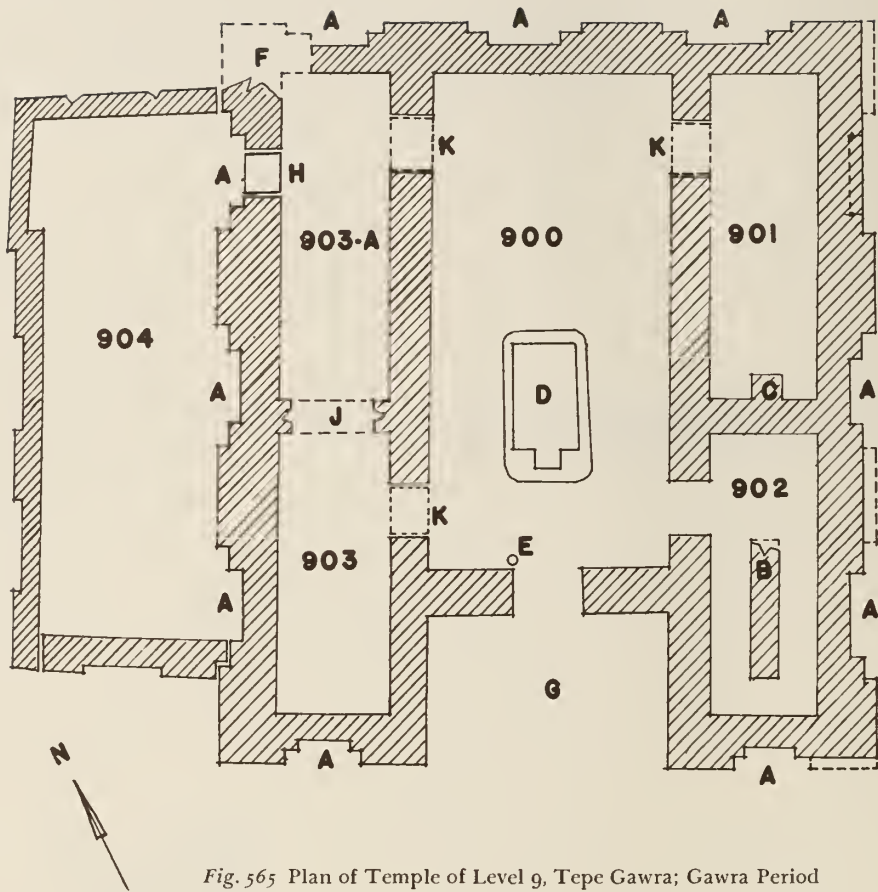 A A A
F
K K
A H
903-A 900 901
904
D C A
A
J
902
K
E B
903
A A
G
N
A A
Fig. 565 Plan of Temple of Level 9, Tepe Gawra; Gawra Period